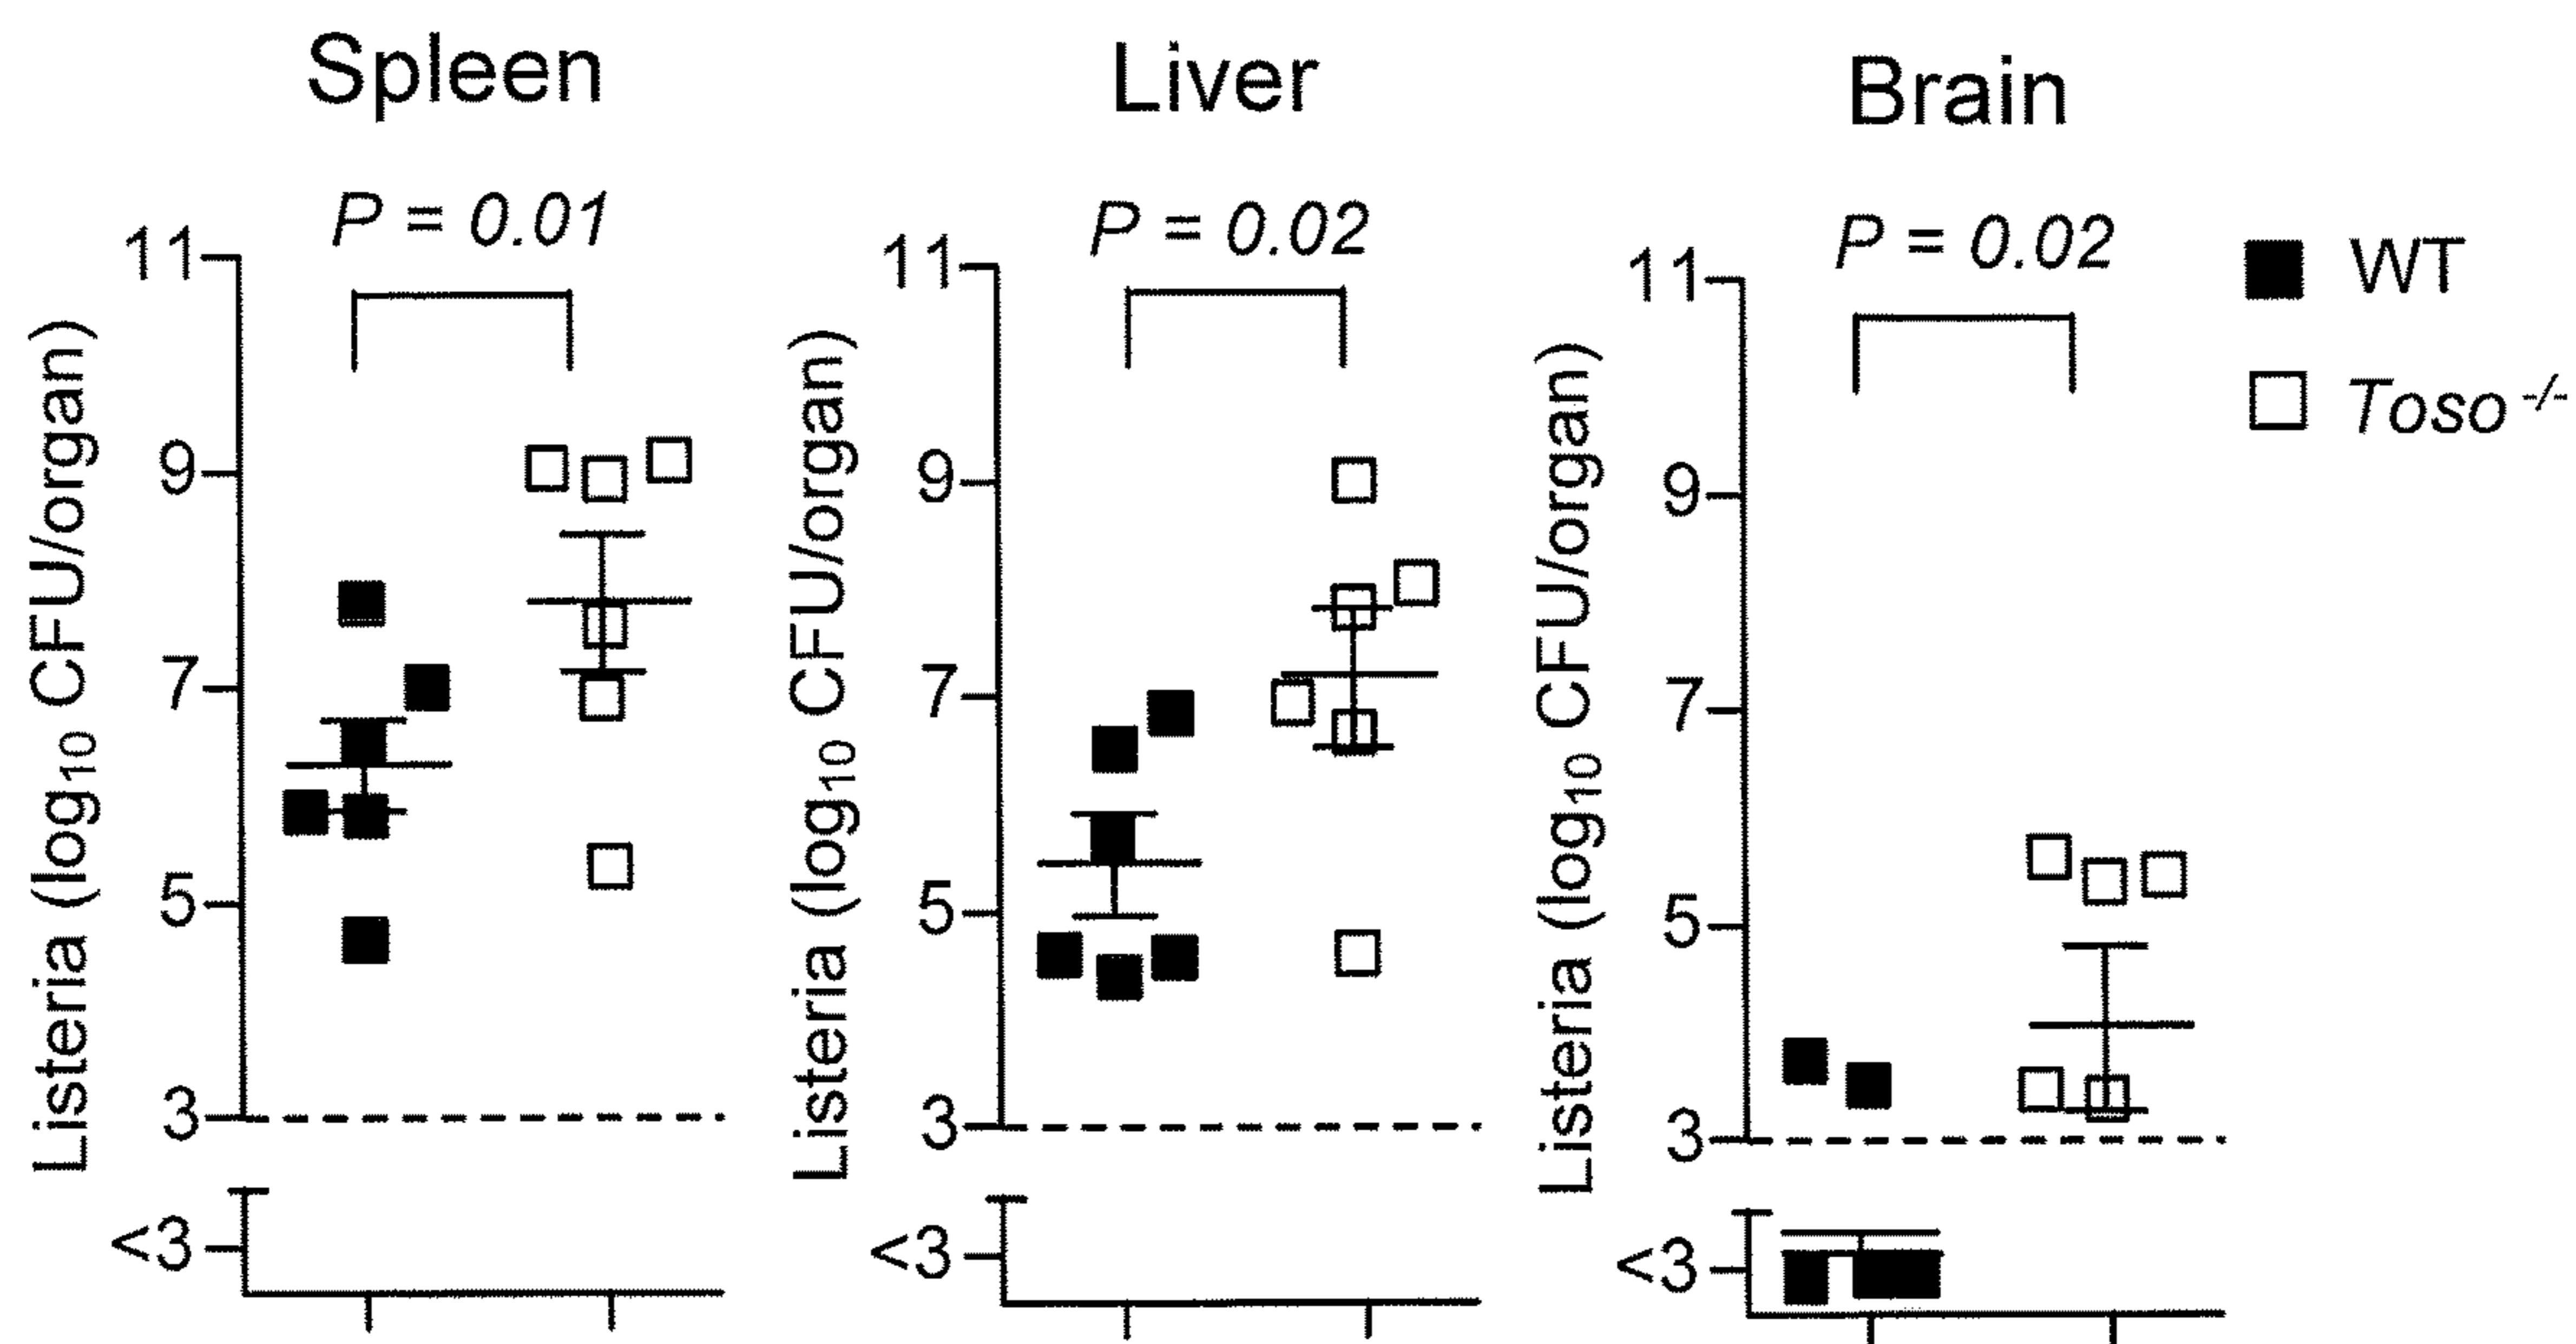 Spleen
P = 0.01
Listeria (log10 CFU/organ)
11
9
7
5
3
<3
Liver
P = 0.02
Listeria (log10 CFU/organ)
11
9
7
5
3
<3
Brain
P = 0.02
Listeria (log10 CFU/organ)
11
9
7
5
3
<3
WT
Toso -/-